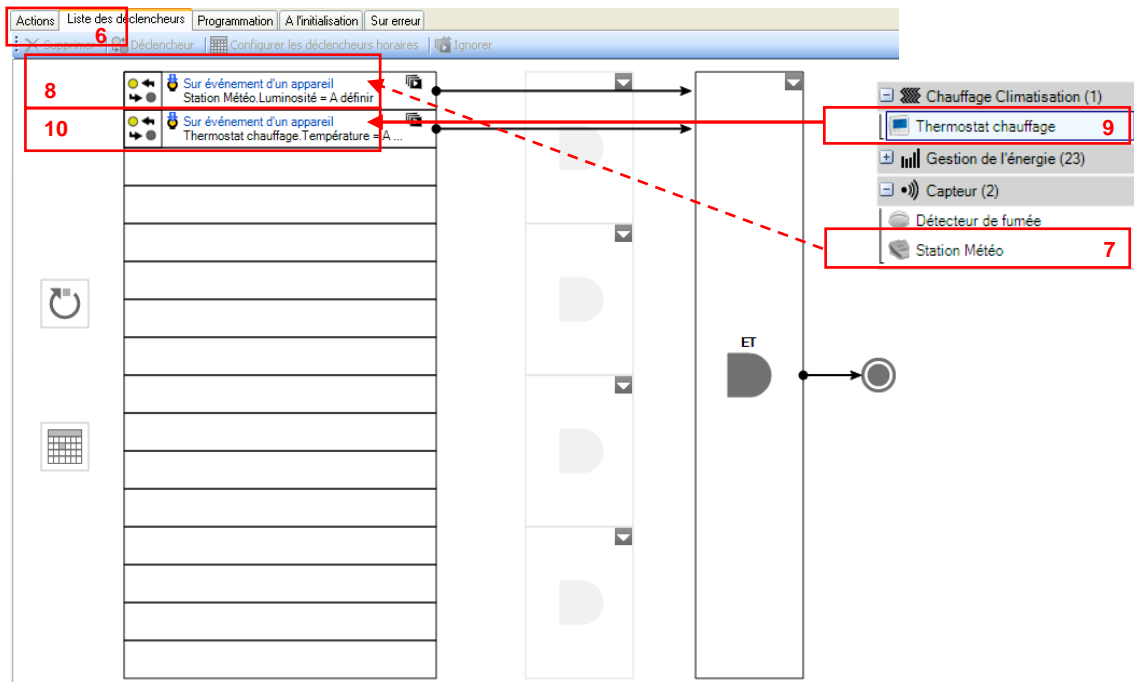 Actions Liste des déclencheurs Programmation A l'initialisation Sur erreur
6
Supprimer Déclencheur Configurer les déclencheurs horaires Ignorer
8
Sur événement d'un appareil
Station Météo.Luminosité = A définir
10
Sur événement d'un appareil
Thermostat chauffage.Température = A ...
Chauffage Climatisation (1)
Thermostat chauffage 9
Gestion de l'énergie (23)
Capteur (2)
Détecteur de fumée
Station Météo 7
ET